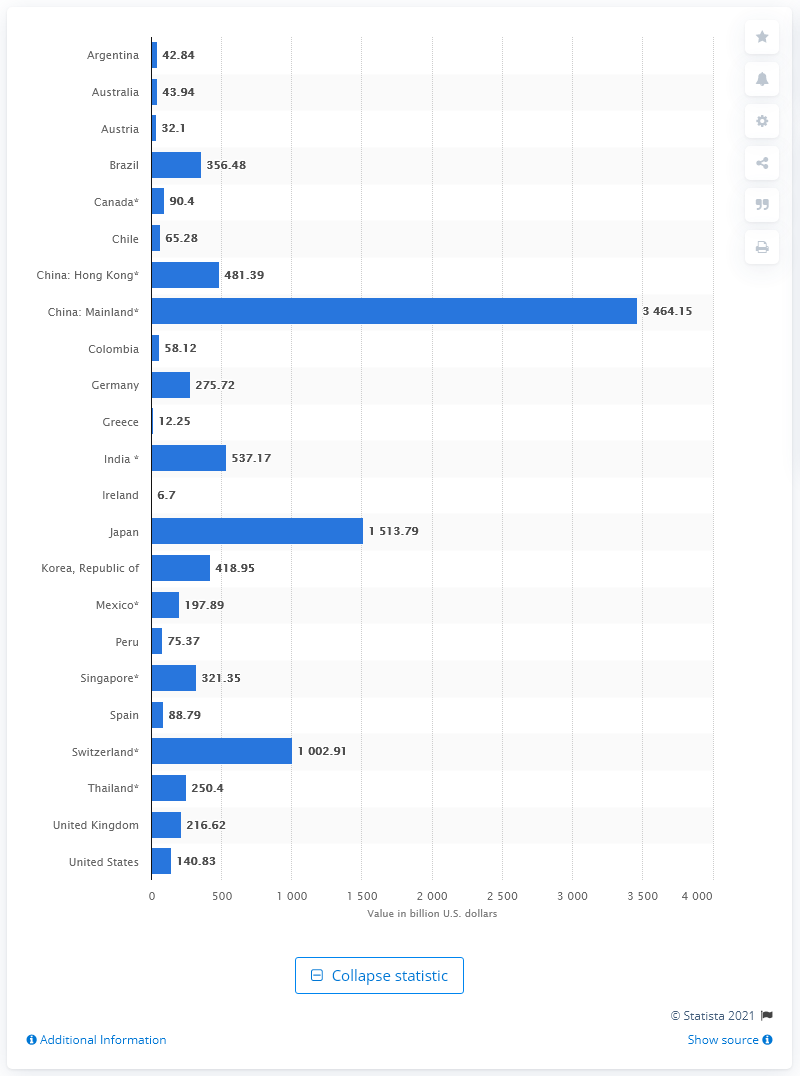 Argentina 42.84
Australia 43.94
Austria 32.1
Brazil 356.48
Canada* 90.4
Chile 65.28
China: Hong Kong* 481.39
China: Mainland* 3 464.15
Colombia 58.12
Germany 275.72
Greece 12.25
India * 537.17
Ireland 6.7
Japan 1 513.79
Korea, Republic of 418.95
Mexico* 197.89
Peru 75.37
Singapore* 321.35
Spain 88.79
Switzerland* 1 002.91
Thailand* 250.4
United Kingdom 216.62
United States 140.83
0 500 1 000 1 500 2 000 2 500 3 000 3 500 4 000
Value in billion U.S. dollars
Collapse statistic
© Statista 2021
Additional Information Show source